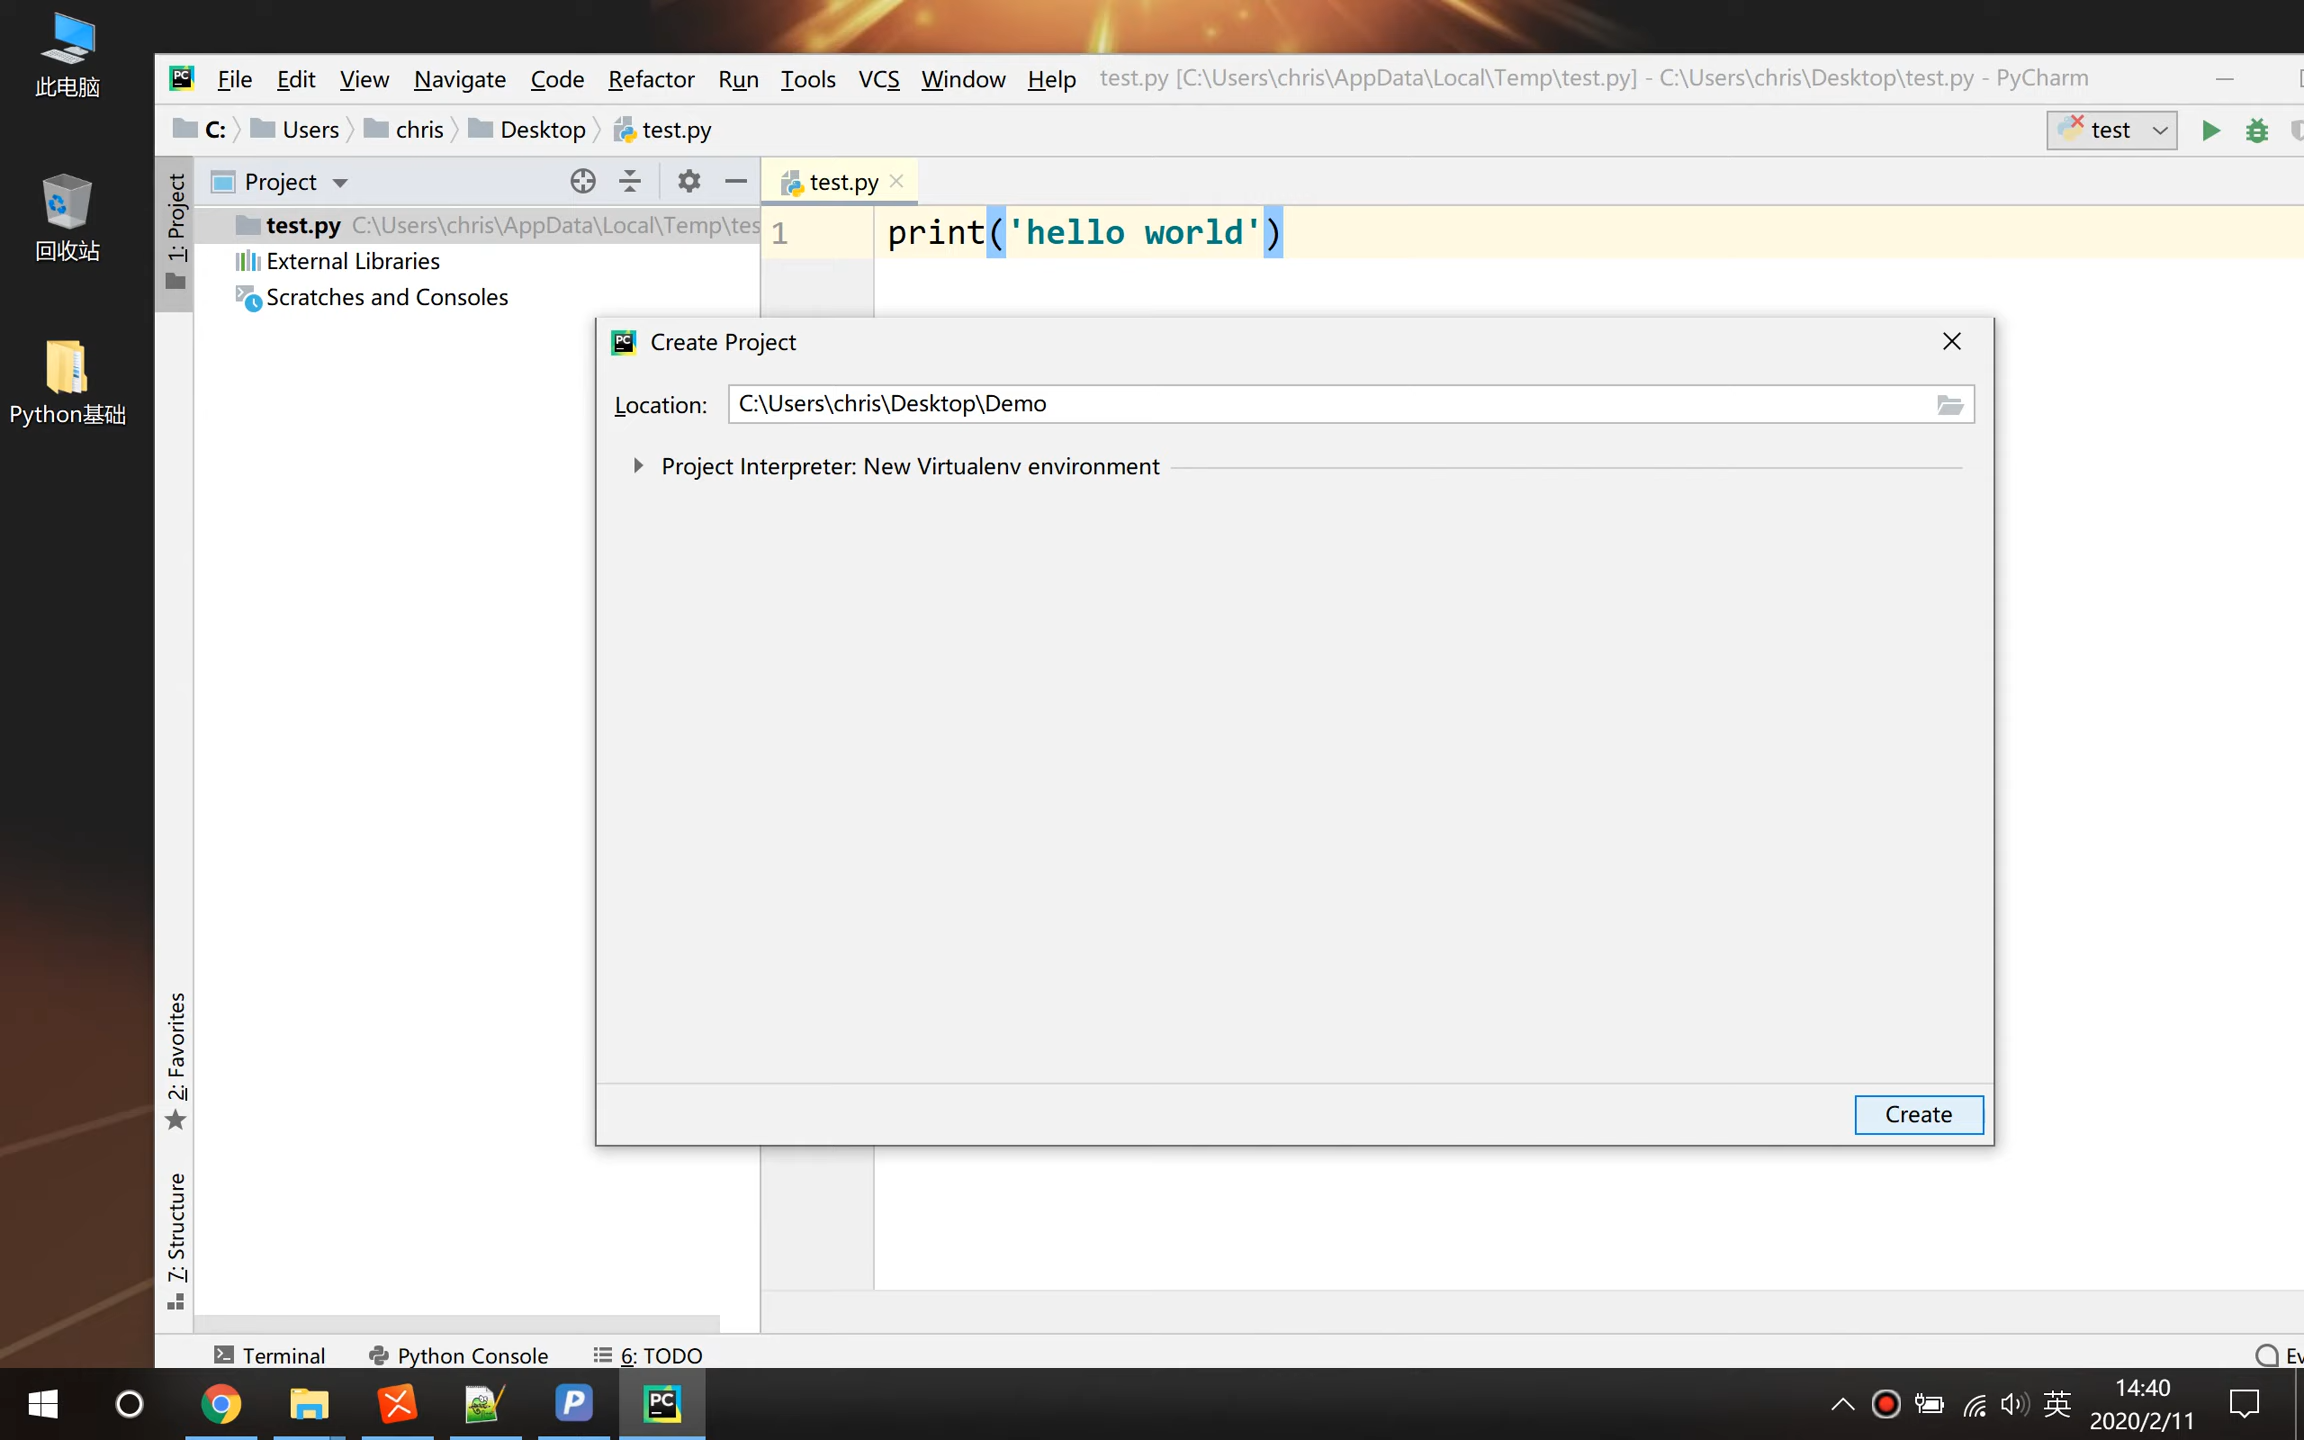 此电脑
回收站
Python基础
File Edit View Navigate Code Refactor Run Tools VCS Window Help test.py [C:\Users\chris\AppData\Local\Temp\test.py] - C:\Users\chris\Desktop\test.py - PyCharm
C: Users chris Desktop test.py
test
1: Project
Project
test.py
test.py C:\Users\chris\AppData\Local\Temp\tes
External Libraries
Scratches and Consoles
1 print('hello world')
Create Project
Location: C:\Users\chris\Desktop\Demo
Project Interpreter: New Virtualenv environment
Create
2: Favorites
7: Structure
Terminal Python Console 6: TODO
Ev
英
14:40
2020/2/11